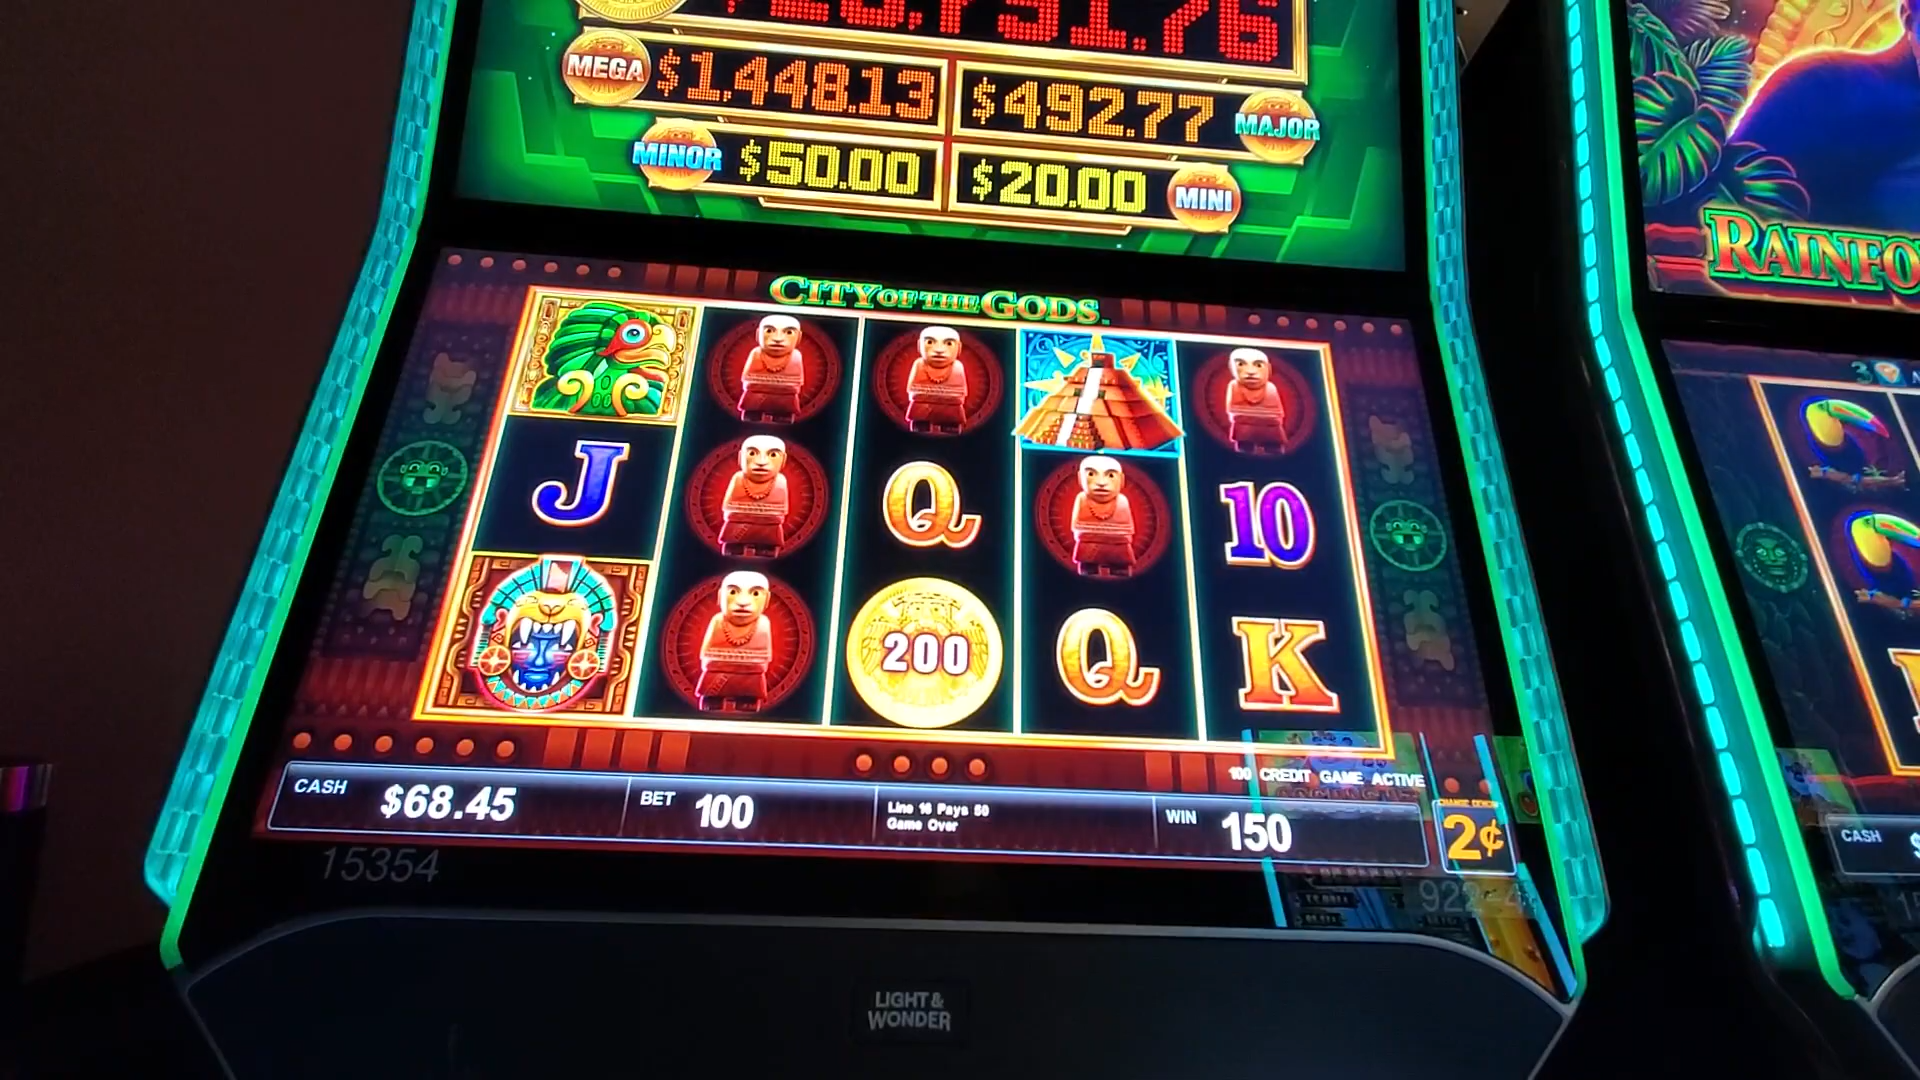 MEGA $1,448.13 $492.77 MAJOR
MINOR $50.00 $20.00 MINI
CITY OF THE GODS
J
Q
10
200
Q
K
3
100 CREDIT GAME ACTIVE
CASH $68.45
BET 100
Line 16 Pays 50
Game Over
WIN 150
2¢
CASH
15354
LIGHT &
WONDER